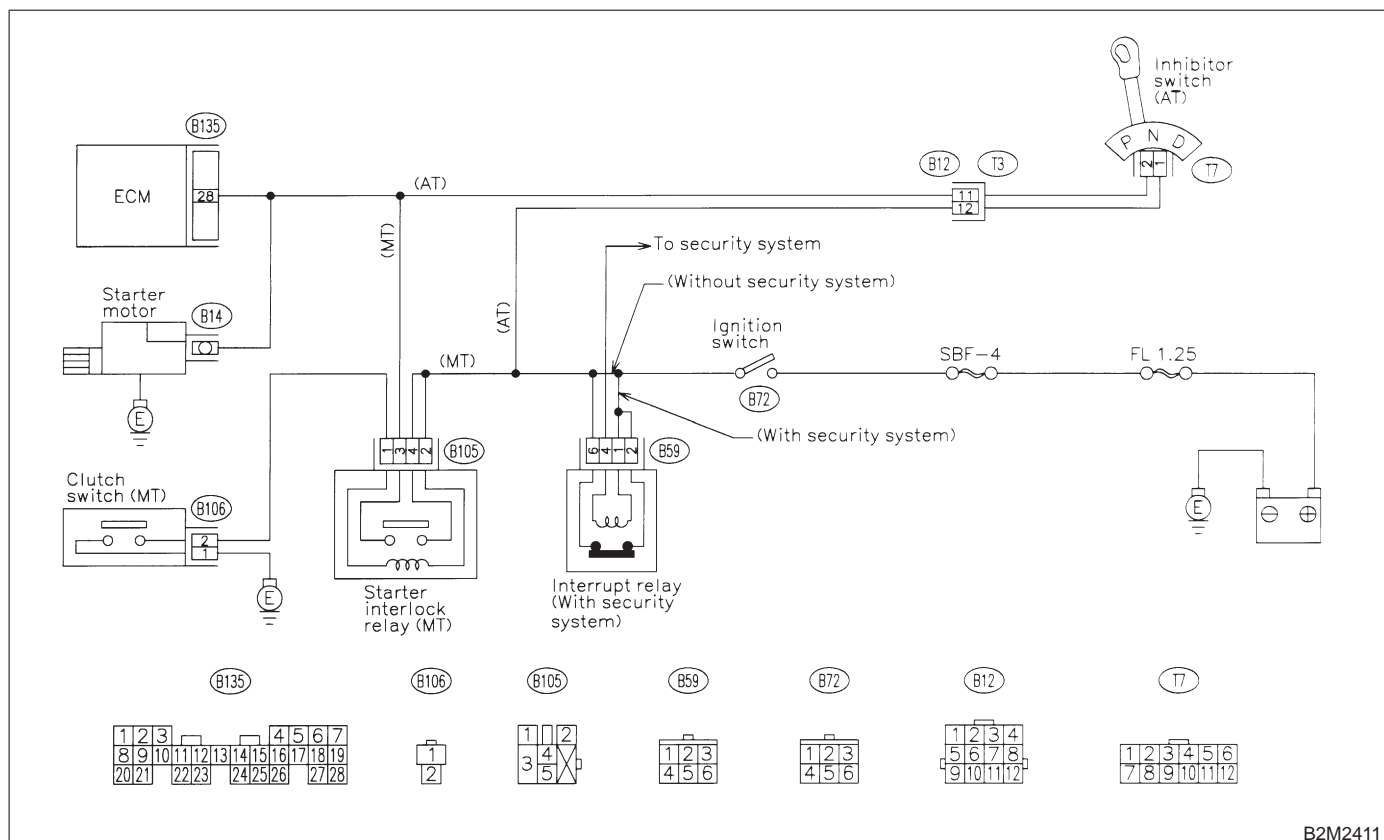 Inhibitor
switch
(AT)
P N D
2 1
T7
B12
T3
11
12
B135
ECM
28
(AT)
(MT)
To security system
(Without security system)
(AT)
Starter
motor
B14
E
Ignition
switch
B72
SBF-4
FL 1.25
(MT)
(With security system)
1 3 4 2
B105
6 4 1 2
B59
Clutch
switch (MT)
B106
2
1
E
E
⊖ ⊕
Starter
interlock
relay (MT)
Interrupt relay
(With security
system)
B135
B106
B105
B59
B72
B12
T7
1 2 3 4 5 6 7
8 9 10 11 12 13 14 15 16 17 18 19
20 21 22 23 24 25 26 27 28
1
2
1 2
3 4
5
1 2 3
4 5 6
1 2 3
4 5 6
1 2 3 4
5 6 7 8
9 10 11 12
1 2 3 4 5 6
7 8 9 10 11 12
B2M2411